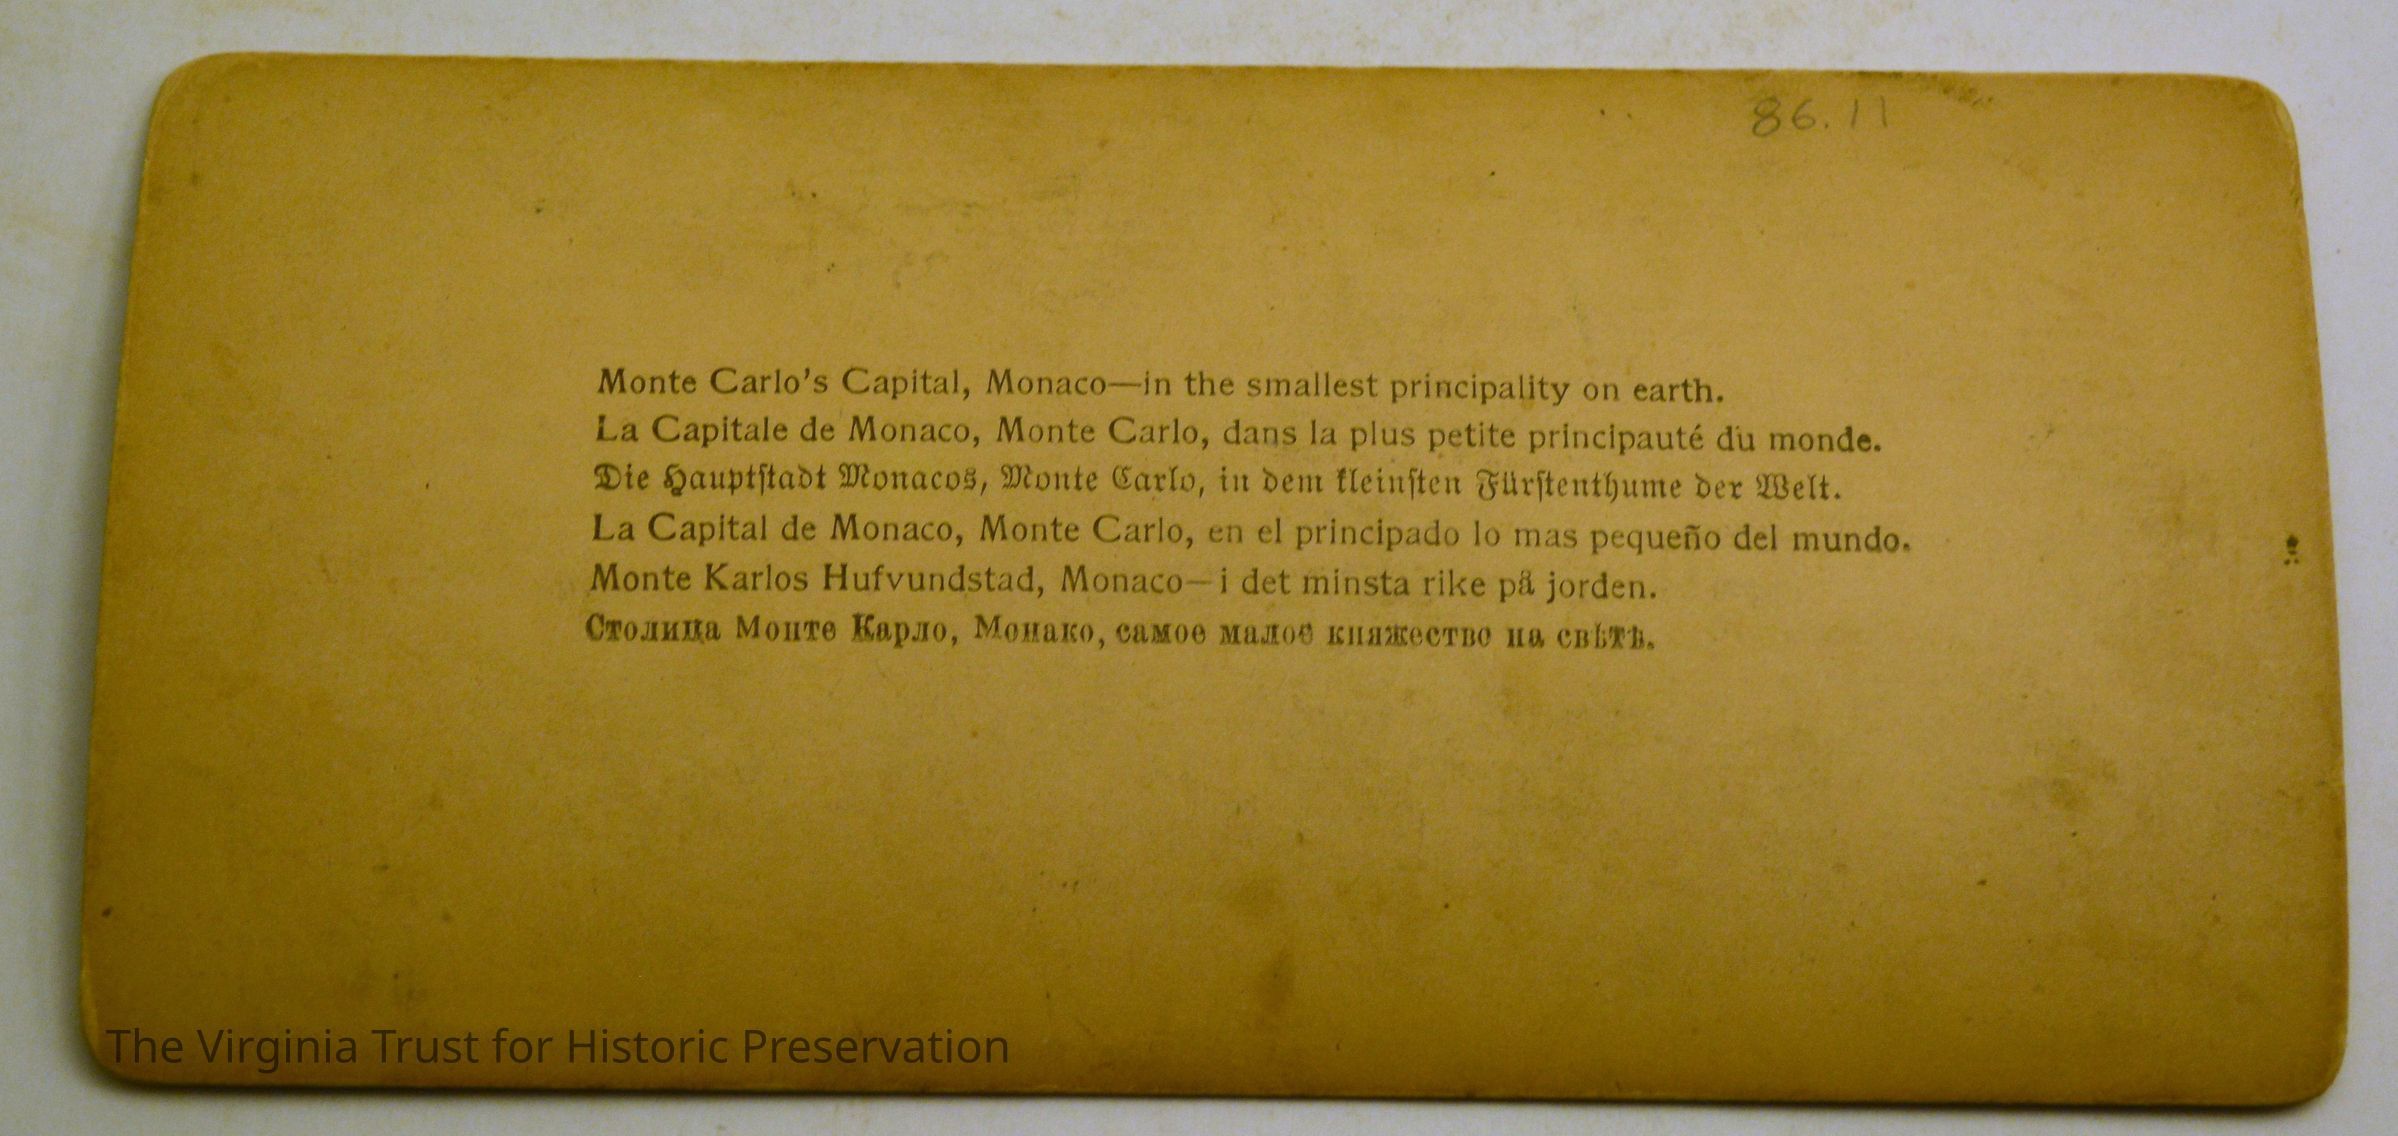 86.11
Monte Carlo's Capital, Monaco—in the smallest principality on earth.
La Capitale de Monaco, Monte Carlo, dans la plus petite principauté du monde.
Die Hauptſtadt Monacos, Monte Carlo, in dem kleinſten Fürſtenthume der Welt.
La Capital de Monaco, Monte Carlo, en el principado lo mas pequeño del mundo.
Monte Karlos Hufvundstad, Monaco—i det minsta rike på jorden.
Столица Монте Карло, Монако, самое малое княжество на свѣтѣ.
The Virginia Trust for Historic Preservation